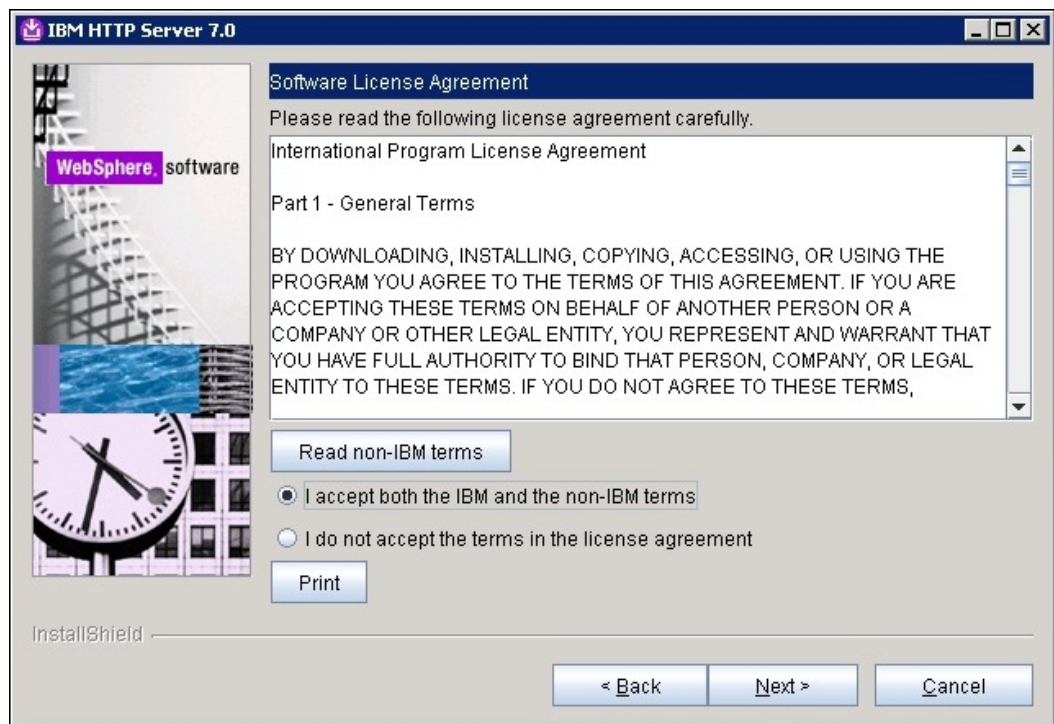 IBM HTTP Server 7.0
WebSphere. software
Software License Agreement
Please read the following license agreement carefully.
International Program License Agreement
Part 1 - General Terms
BY DOWNLOADING, INSTALLING, COPYING, ACCESSING, OR USING THE
PROGRAM YOU AGREE TO THE TERMS OF THIS AGREEMENT. IF YOU ARE
ACCEPTING THESE TERMS ON BEHALF OF ANOTHER PERSON OR A
COMPANY OR OTHER LEGAL ENTITY, YOU REPRESENT AND WARRANT THAT
YOU HAVE FULL AUTHORITY TO BIND THAT PERSON, COMPANY, OR LEGAL
ENTITY TO THESE TERMS. IF YOU DO NOT AGREE TO THESE TERMS,
Read non-IBM terms
I accept both the IBM and the non-IBM terms
I do not accept the terms in the license agreement
Print
InstallShield
< Back Next > Cancel